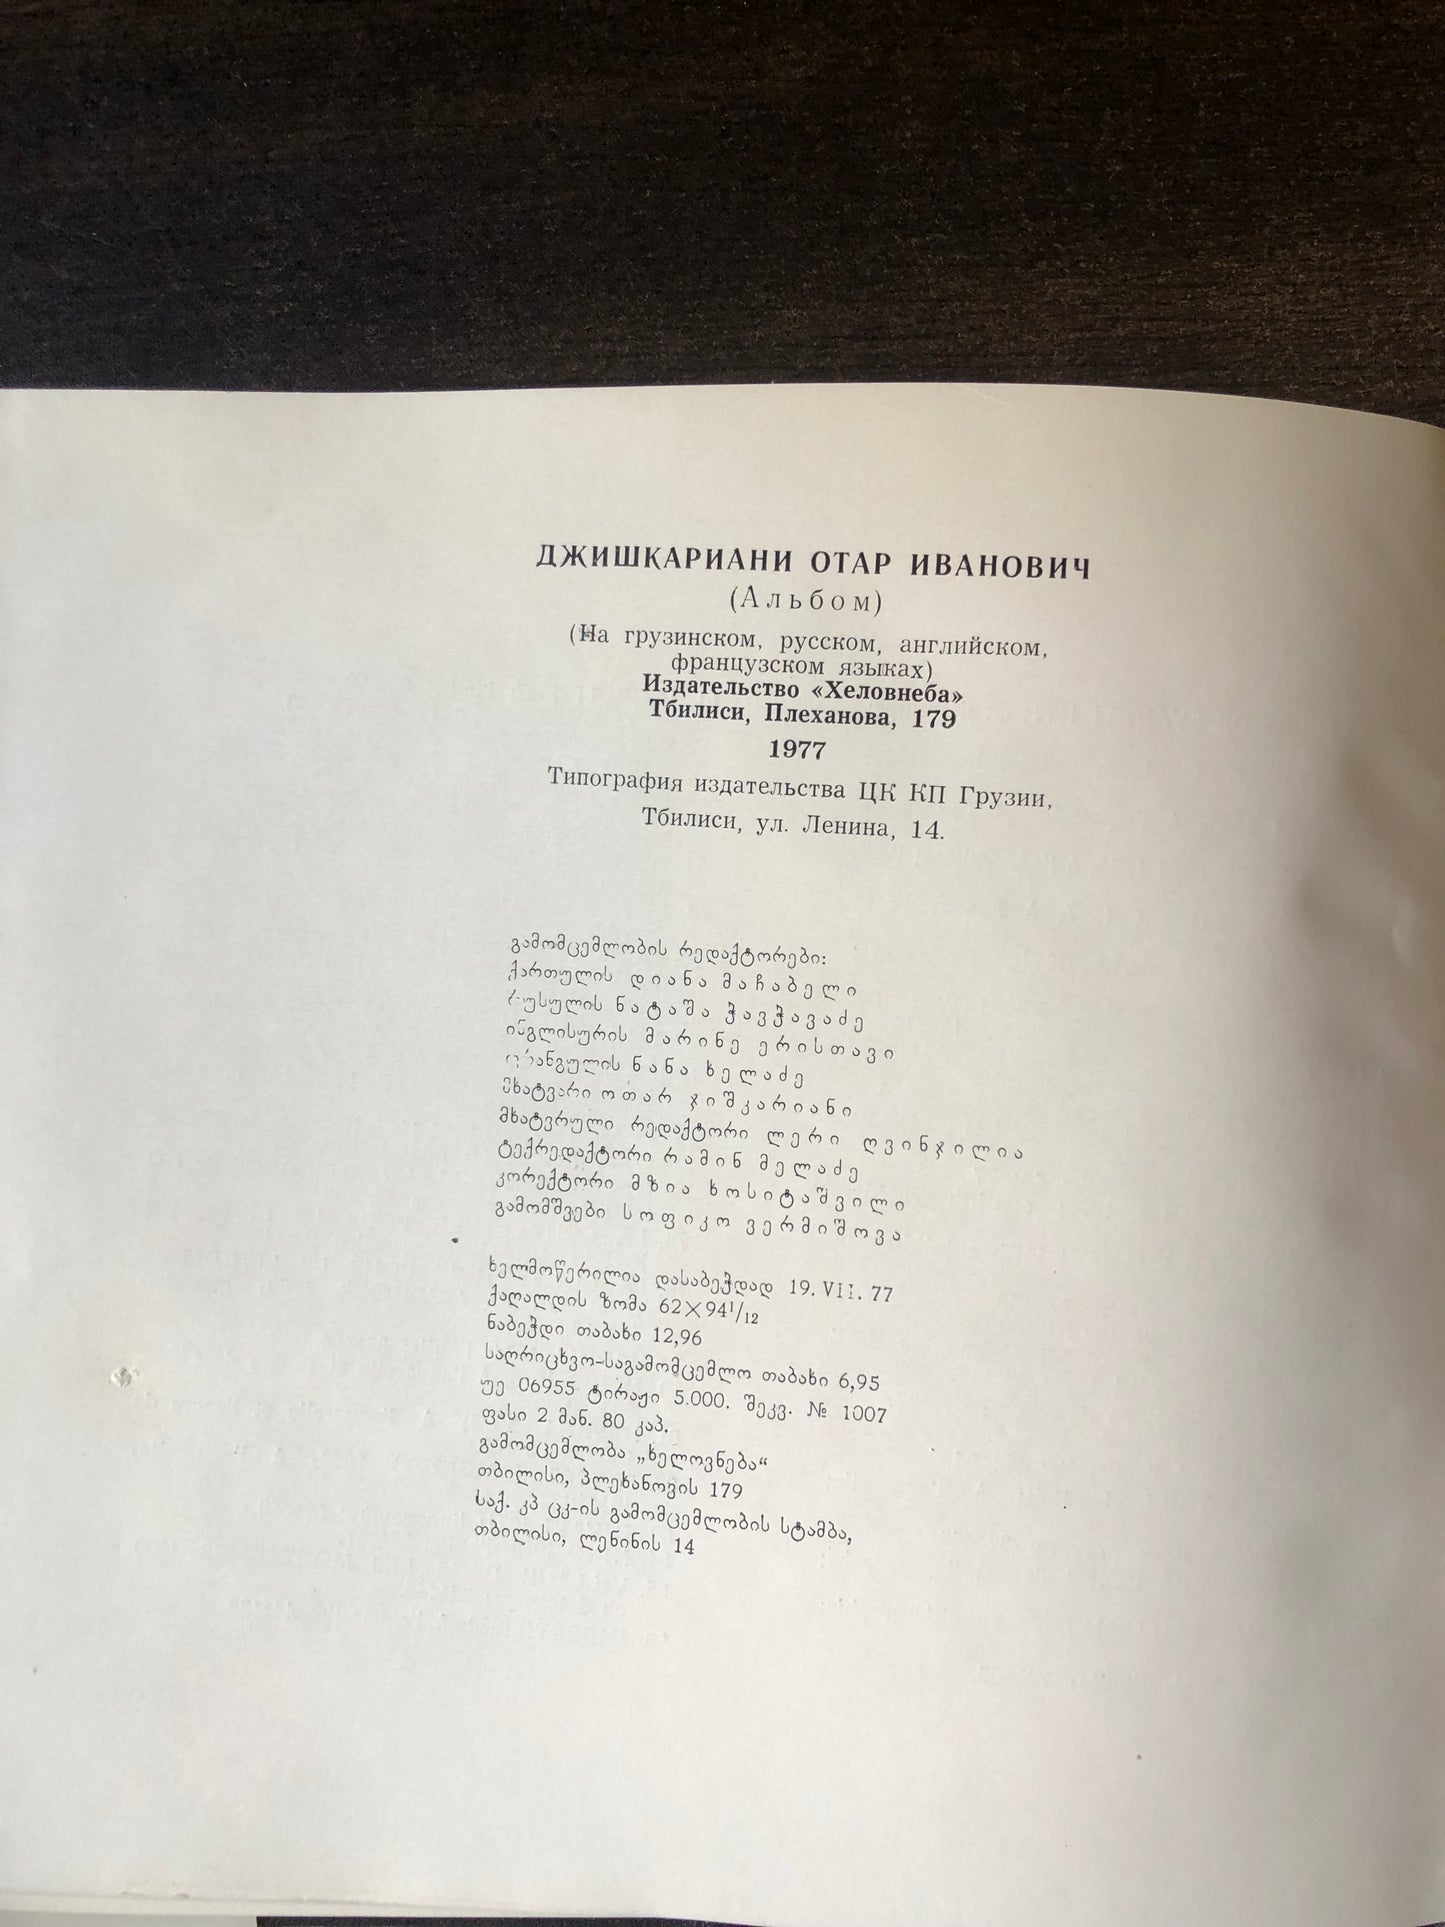 ДЖИШКАРИАНИ ОТАР ИВАНОВИЧ
(Альбом)
(На грузинском, русском, английском,
французском языках)
Издательство «Хеловнеба»
Тбилиси, Плеханова, 179
1977
Типография издательства ЦК КП Грузии,
Тбилиси, ул. Ленина, 14.
გამომცემლობის რედაქტორები:
ქართულის დიანა მაჩაბელი
რუსულის ნატაშა ჭავჭავაძე
ინგლისურის მარინე ერისთავი
ფრანგულის ნანა ხელაძე
მხატვარი ოთარ ჯიშკარიანი
მხატვრული რედაქტორი ლერი ღვინჯილია
ტექრედაქტორი რამინ მელაძე
კორექტორი მზია ხოსიტაშვილი
გამომშვები სოფიკო ვერმიშოვა
ხელმოწერილია დასაბეჭდად 19. VII. 77
ქაღალდის ზომა 62×94¹/₁₂
ნაბეჭდი თაბახი 12,96
საღრიცხვო-საგამომცემლო თაბახი 6,95
უე 06955 ტირაჟი 5.000. შეკვ. № 1007
ფასი 2 მან. 80 კაპ.
გამომცემლობა „ხელოვნება“
თბილისი, პლეხანოვის 179
საქ. კპ ცკ-ის გამომცემლობის სტამბა,
თბილისი, ლენინის 14